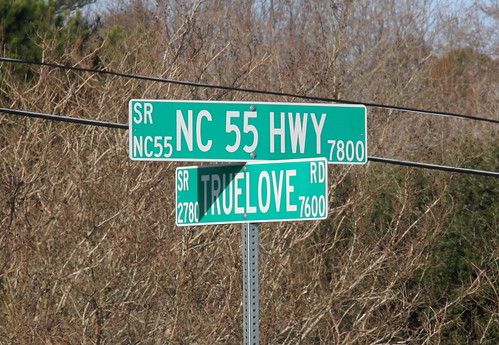 SR
NC55 NC 55 HWY 7800
SR TRUELOVE RD
2780 7600